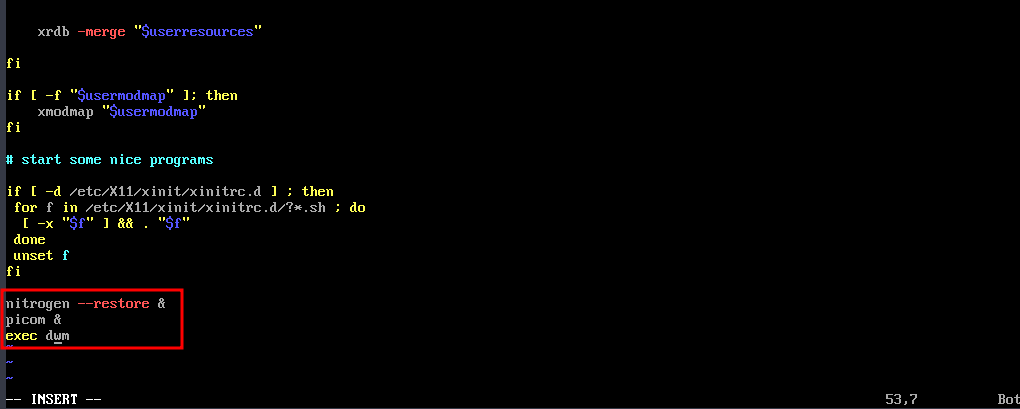 xrdb -merge "$userresources"
fi
if [ -f "$usermodmap" ]; then
    xmodmap "$usermodmap"
fi
# start some nice programs
if [ -d /etc/X11/xinit/xinitrc.d ] ; then
 for f in /etc/X11/xinit/xinitrc.d/?*.sh ; do
  [ -x "$f" ] && . "$f"
 done
 unset f
fi
nitrogen --restore &
picom &
exec dwm
~
~
~
-- INSERT -- 53,7 Bot